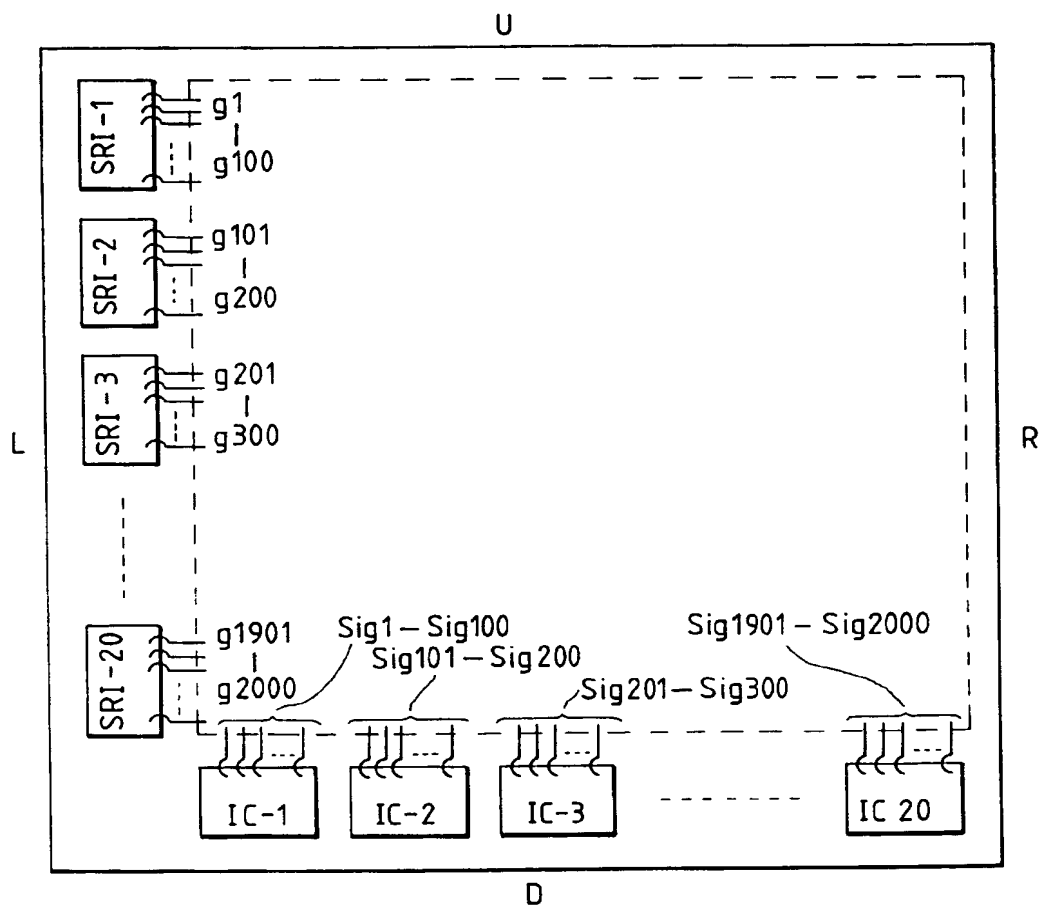 U
SRI-1
g1
g100
SRI-2
g101
g200
SRI-3
g201
g300
L
R
SRI-20
g1901
g2000
Sig1-Sig100
Sig101-Sig200
Sig201-Sig300
Sig1901-Sig2000
IC-1
IC-2
IC-3
IC 20
D